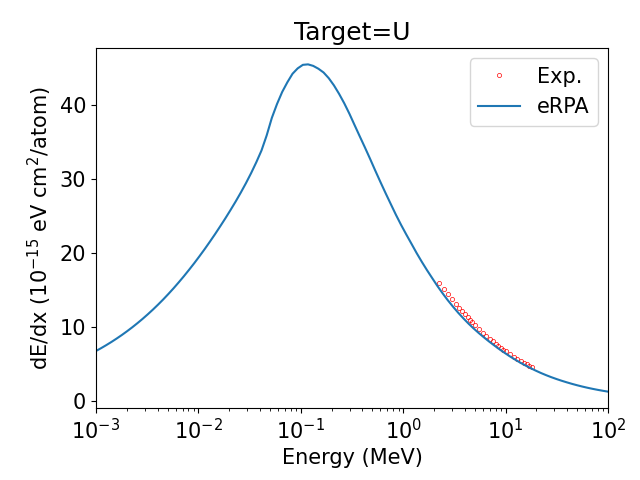 Target=U
Exp.
eRPA
dE/dx (10⁻¹⁵ eV cm²/atom)
40
30
20
10
0
10⁻³ 10⁻² 10⁻¹ 10⁰ 10¹ 10²
Energy (MeV)